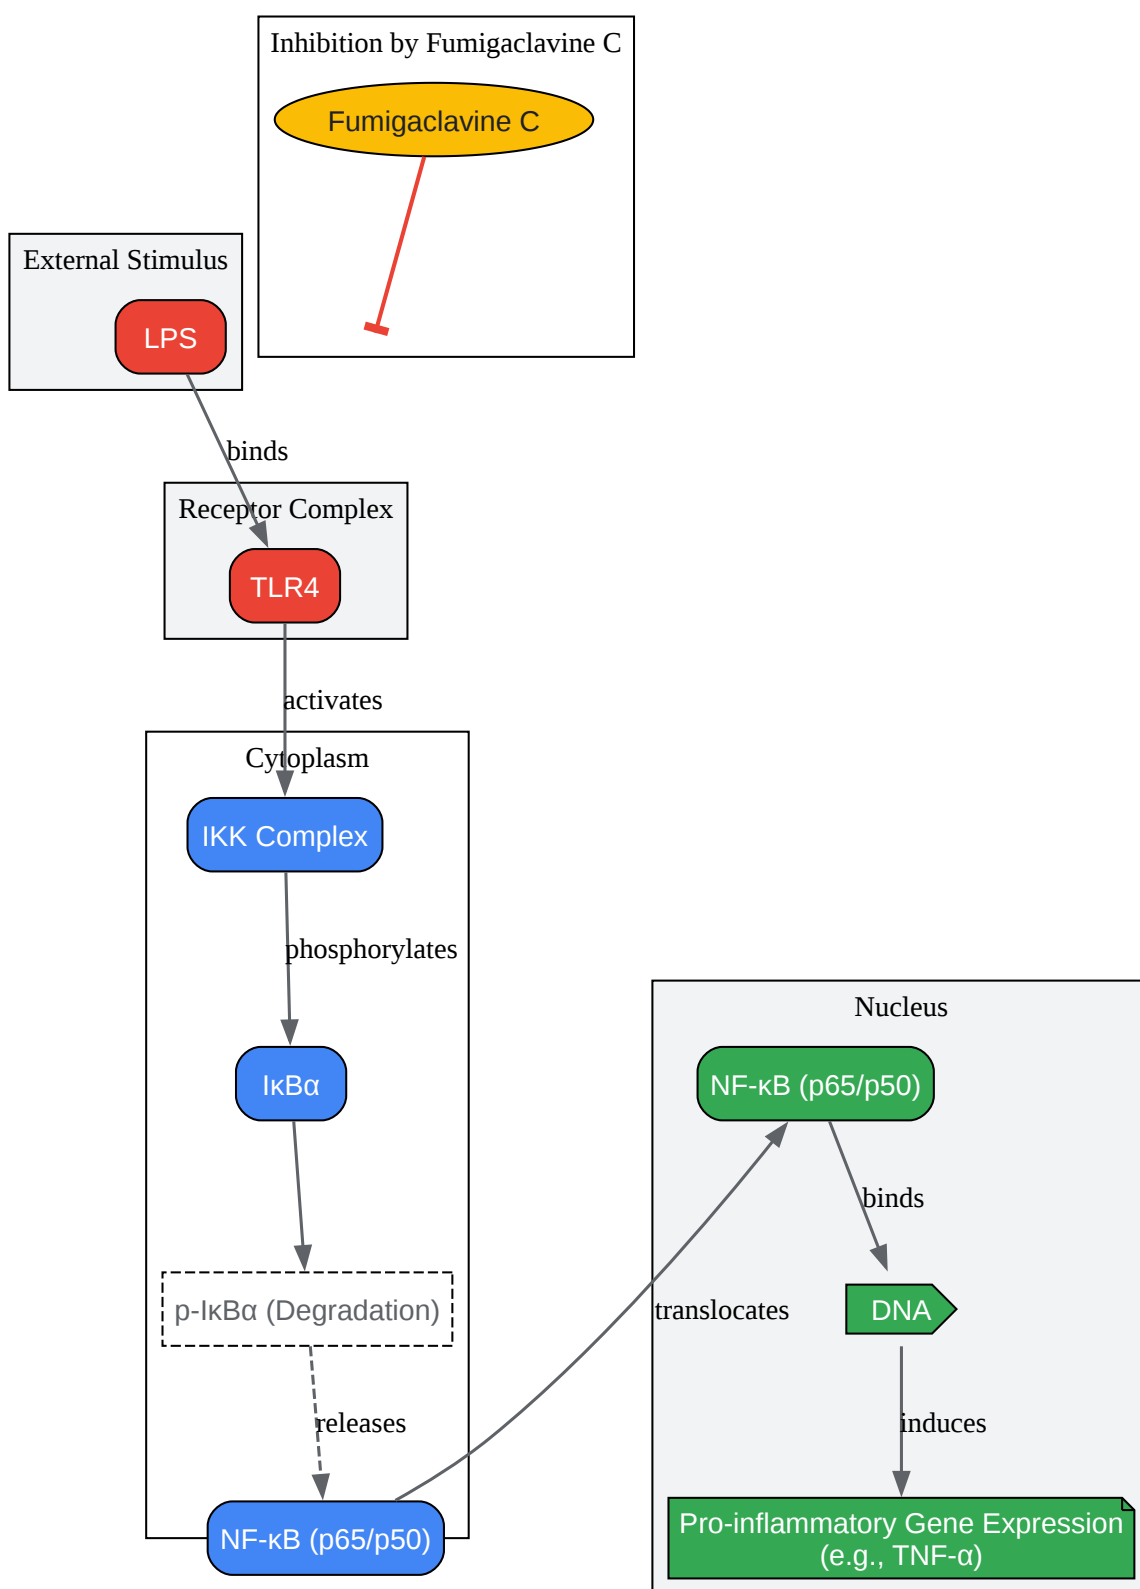 Inhibition by Fumigaclavine C
Fumigaclavine C
External Stimulus
LPS
binds
Receptor Complex
TLR4
activates
Cytoplasm
IKK Complex
phosphorylates
IκBα
p-IκBα (Degradation)
releases
NF-κB (p65/p50)
translocates
Nucleus
NF-κB (p65/p50)
binds
DNA
induces
Pro-inflammatory Gene Expression
(e.g., TNF-α)